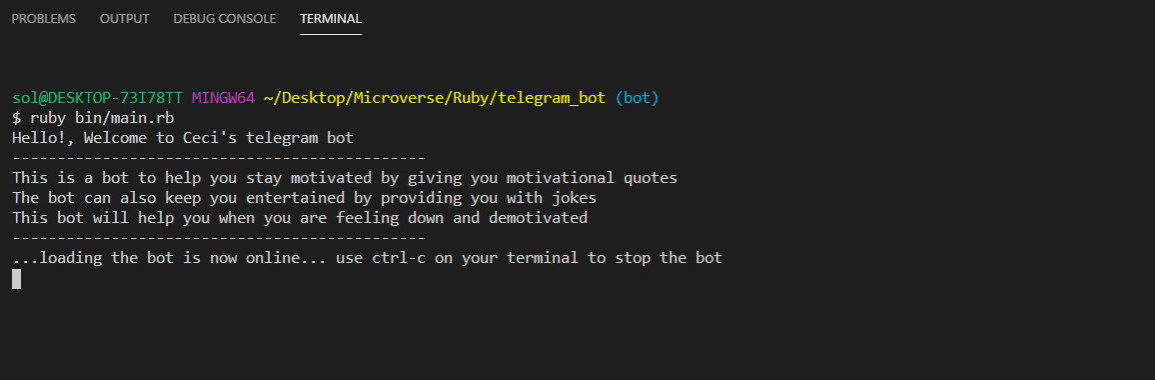 PROBLEMS OUTPUT DEBUG CONSOLE TERMINAL
sol@DESKTOP-73I78TT MINGW64 ~/Desktop/Microverse/Ruby/telegram_bot (bot)
$ ruby bin/main.rb
Hello!, Welcome to Ceci's telegram bot
----------------------------------------------
This is a bot to help you stay motivated by giving you motivational quotes
The bot can also keep you entertained by providing you with jokes
This bot will help you when you are feeling down and demotivated
----------------------------------------------
...loading the bot is now online... use ctrl-c on your terminal to stop the bot